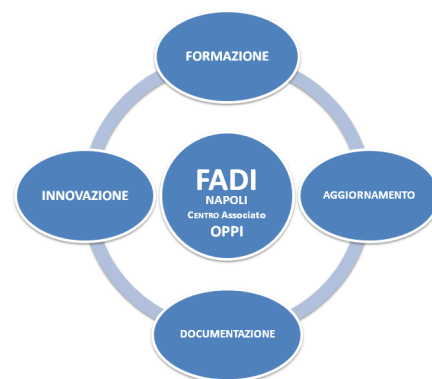 FORMAZIONE
INNOVAZIONE
FADI
NAPOLI
CENTRO Associato
OPPI
AGGIORNAMENTO
DOCUMENTAZIONE